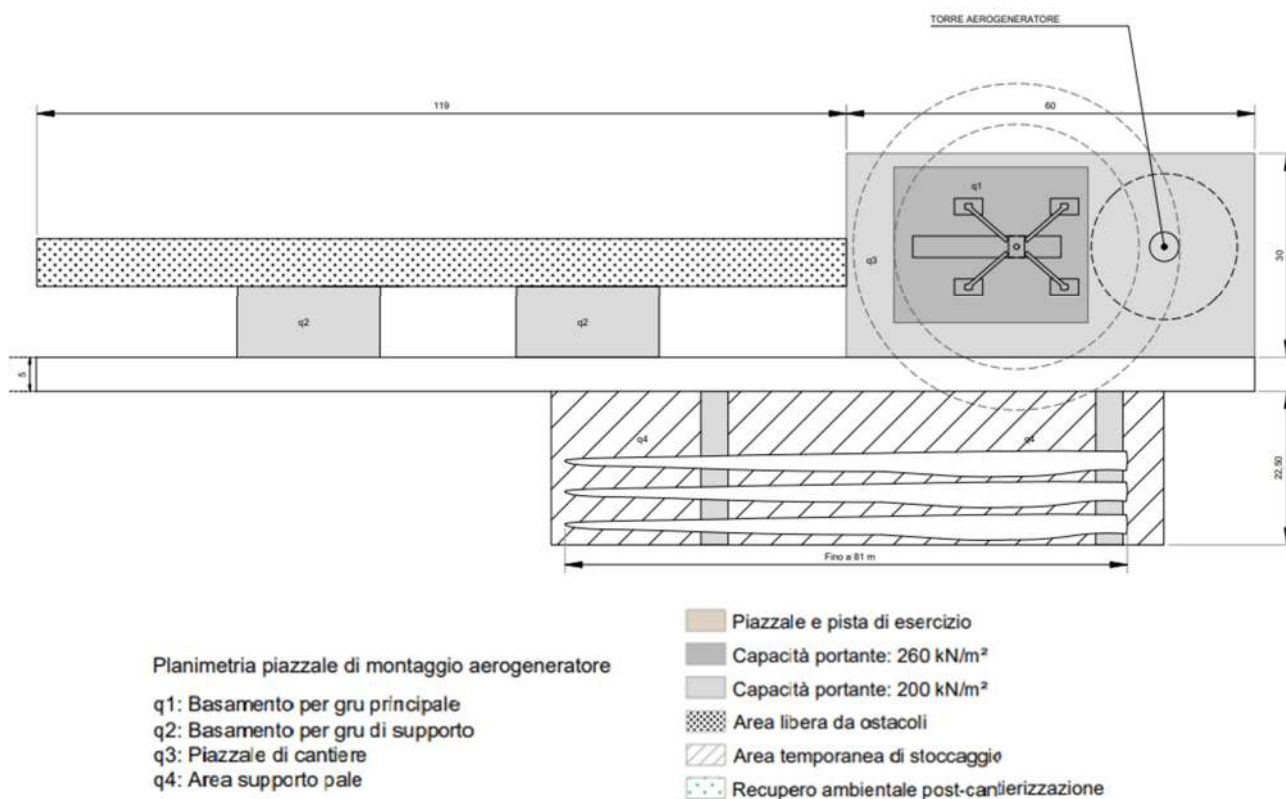 TORRE AEROGENERATORE
119
60
q1
q3
30
q2
q2
5
q4
q4
22,50
Fino a 81 m
Planimetria piazzale di montaggio aerogeneratore
q1: Basamento per gru principale
q2: Basamento per gru di supporto
q3: Piazzale di cantiere
q4: Area supporto pale
Piazzale e pista di esercizio
Capacità portante: 260 kN/m²
Capacità portante: 200 kN/m²
Area libera da ostacoli
Area temporanea di stoccaggio
Recupero ambientale post-cantierizzazione